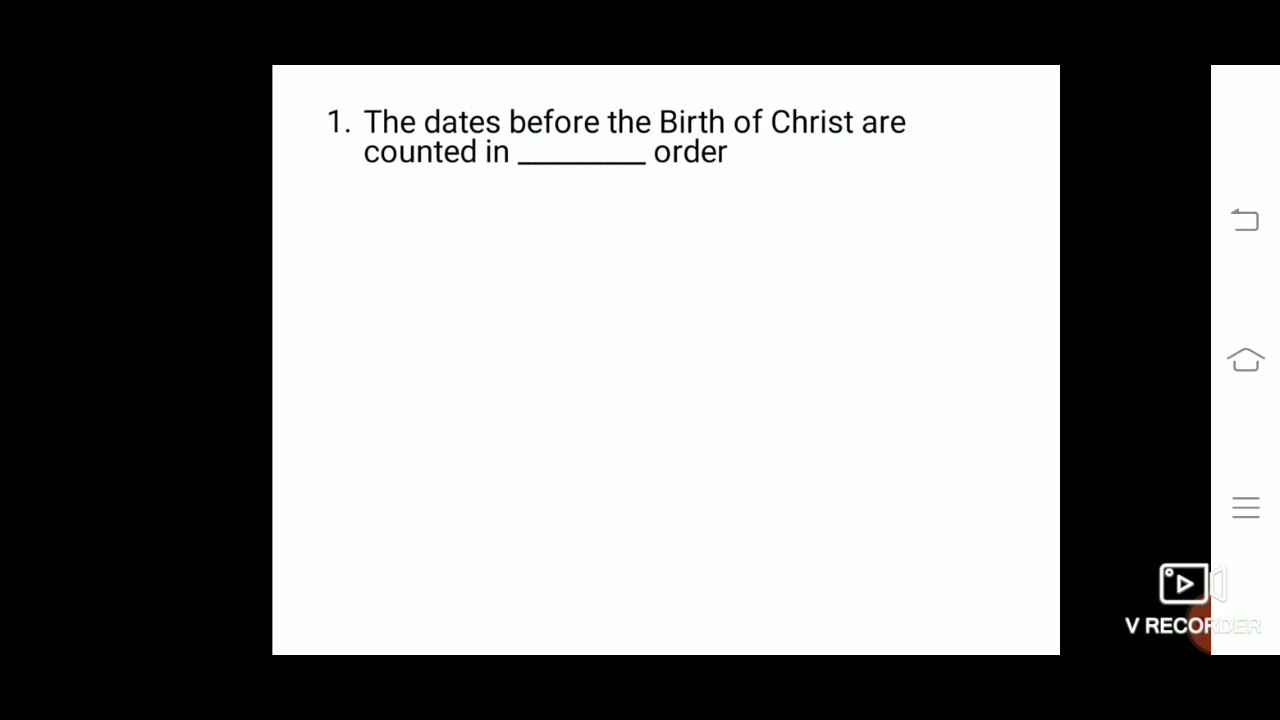 1. The dates before the Birth of Christ are
counted in _________ order
V RECORDER